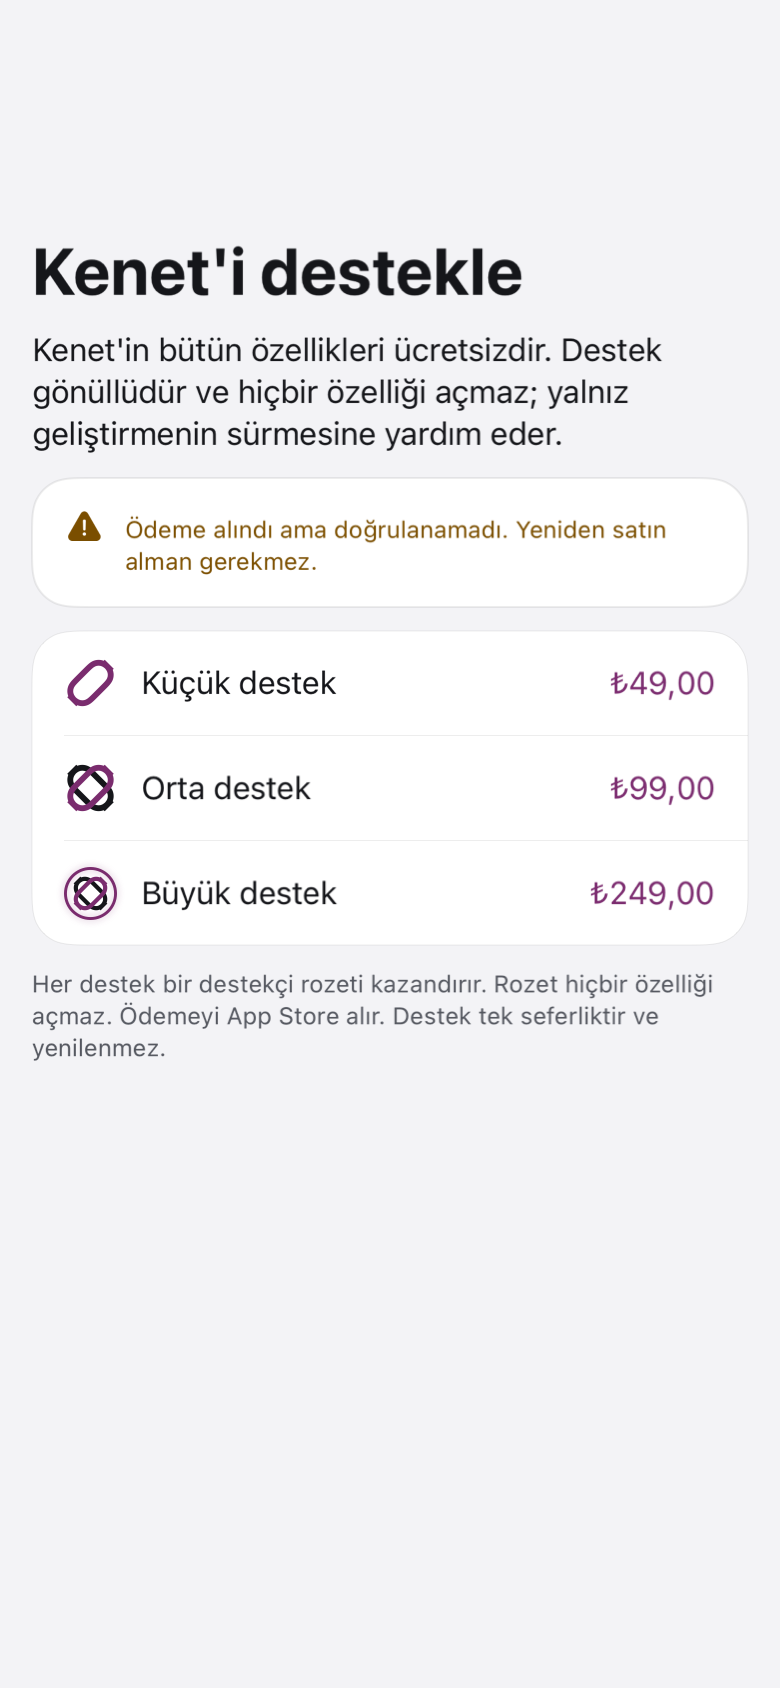 Kenet'i destekle
Kenet'in bütün özellikleri ücretsizdir. Destek
gönüllüdür ve hiçbir özelliği açmaz; yalnız
geliştirmenin sürmesine yardım eder.
Ödeme alındı ama doğrulanamadı. Yeniden satın
alman gerekmez.
Küçük destek ₺49,00
Orta destek ₺99,00
Büyük destek ₺249,00
Her destek bir destekçi rozeti kazandırır. Rozet hiçbir özelliği
açmaz. Ödemeyi App Store alır. Destek tek seferliktir ve
yenilenmez.